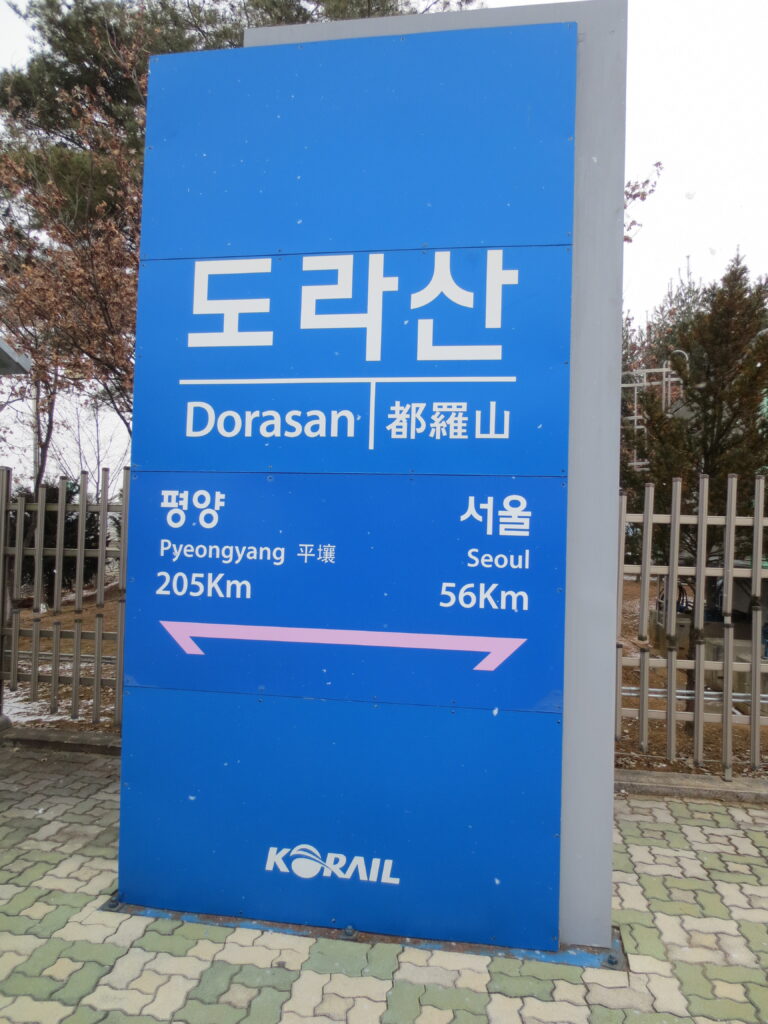 도라산
Dorasan 都羅山
평양 서울
Pyeongyang 平壤 Seoul
205Km 56Km
KORAIL